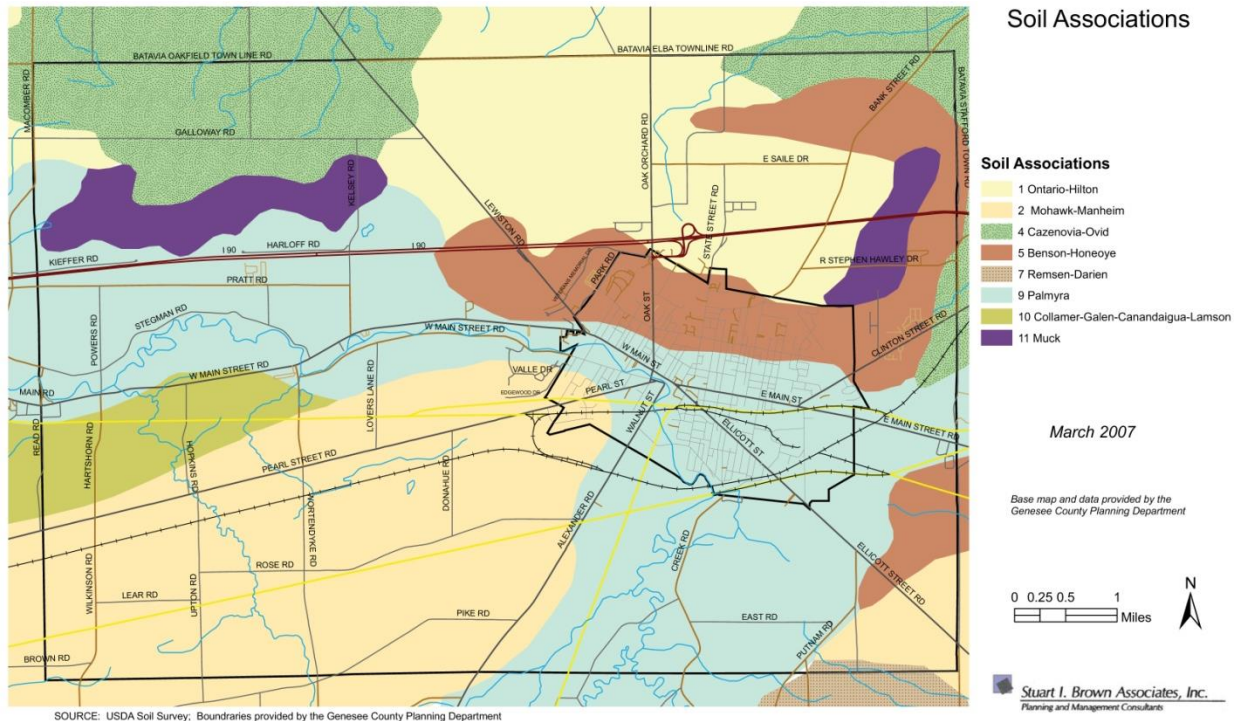 Soil Associations
BATAVIA OAKFIELD TOWN LINE RD
BATAVIA ELBA TOWNLINE RD
MACOMBER RD
BANK STREET RD
BATAVIA STAFFORD TOWN RD
GALLOWAY RD
OAK ORCHARD RD
E SAILE DR
KELSEY RD
LEWISTON RD
STATE STREET RD
KIEFFER RD
I 90
HARLOFF RD
I 90
PARK RD
R STEPHEN HAWLEY DR
PRATT RD
OAK ST
STEGMAN RD
POWERS RD
W MAIN STREET RD
W MAIN ST
CLINTON STREET RD
W MAIN STREET RD
LOVERS LANE RD
VALLE DR
EDGEWOOD DR
PEARL ST
MAIN RD
E MAIN ST
WALNUT ST
E MAIN STREET RD
READ RD
HARTSHORN RD
HOPKINS RD
PEARL STREET RD
ELLICOTT ST
DONAHUE RD
WORTENDYKE RD
ALEXANDER RD
CREEK RD
ELLICOTT STREET RD
ROSE RD
WILKINSON RD
LEAR RD
UPTON RD
PIKE RD
EAST RD
PUTNAM RD
BROWN RD
Soil Associations
1 Ontario-Hilton
2 Mohawk-Manheim
4 Cazenovia-Ovid
5 Benson-Honeoye
7 Remsen-Darien
9 Palmyra
10 Collamer-Galen-Canandaigua-Lamson
11 Muck
March 2007
Base map and data provided by the
Genesee County Planning Department
N
0 0.25 0.5 1
Miles
Stuart I. Brown Associates, Inc.
Planning and Management Consultants
SOURCE: USDA Soil Survey; Boundaries provided by the Genesee County Planning Department